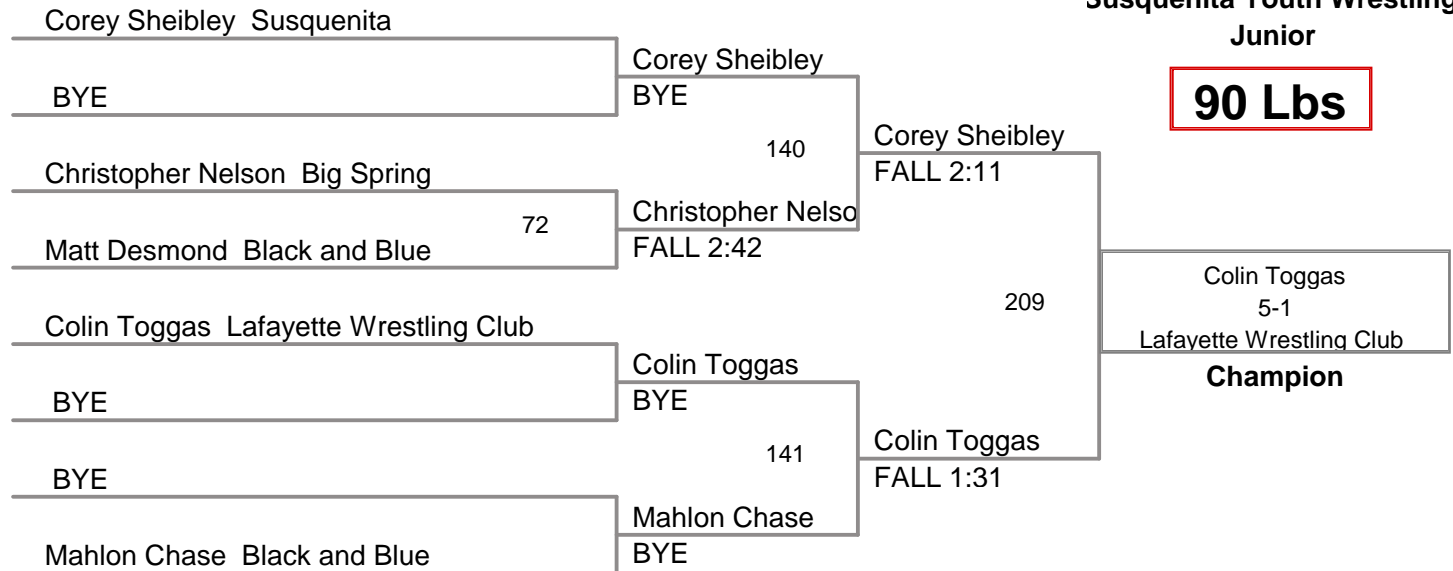 Susquenita Youth Wrestling
Junior
90 Lbs
Corey Sheibley Susquenita
BYE
Christopher Nelson Big Spring
72
Matt Desmond Black and Blue
Colin Toggas Lafayette Wrestling Club
BYE
BYE
Mahlon Chase Black and Blue
Corey Sheibley
BYE
140
Christopher Nelso
FALL 2:42
Colin Toggas
BYE
141
Mahlon Chase
BYE
Corey Sheibley
FALL 2:11
209
Colin Toggas
FALL 1:31
Colin Toggas
5-1
Lafayette Wrestling Club
Champion